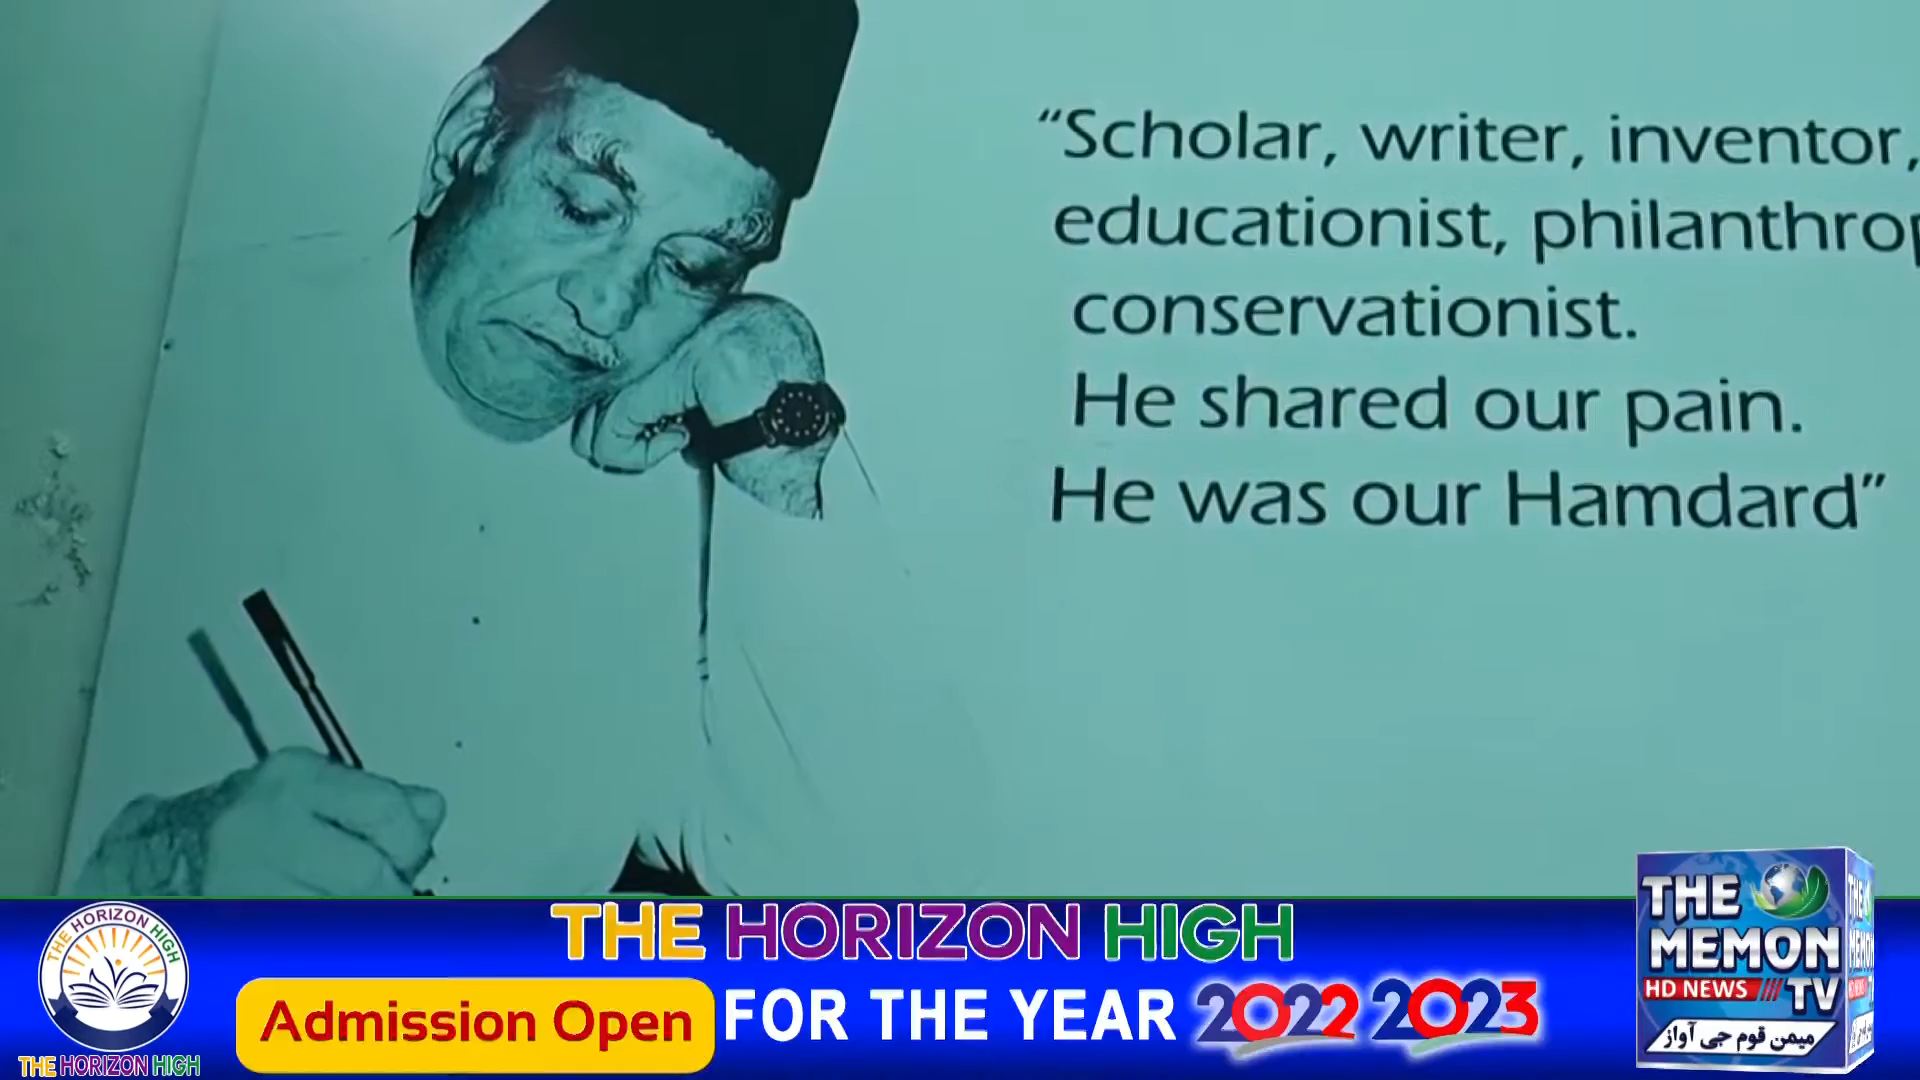 “Scholar, writer, inventor,
educationist, philanthrop
conservationist.
He shared our pain.
He was our Hamdard”
THE HORIZON HIGH
THE HORIZON HIGH
THE HORIZON HIGH
Admission Open FOR THE YEAR 2022 2023
THE
MEMON
HD NEWS TV
میمن قوم جی آواز